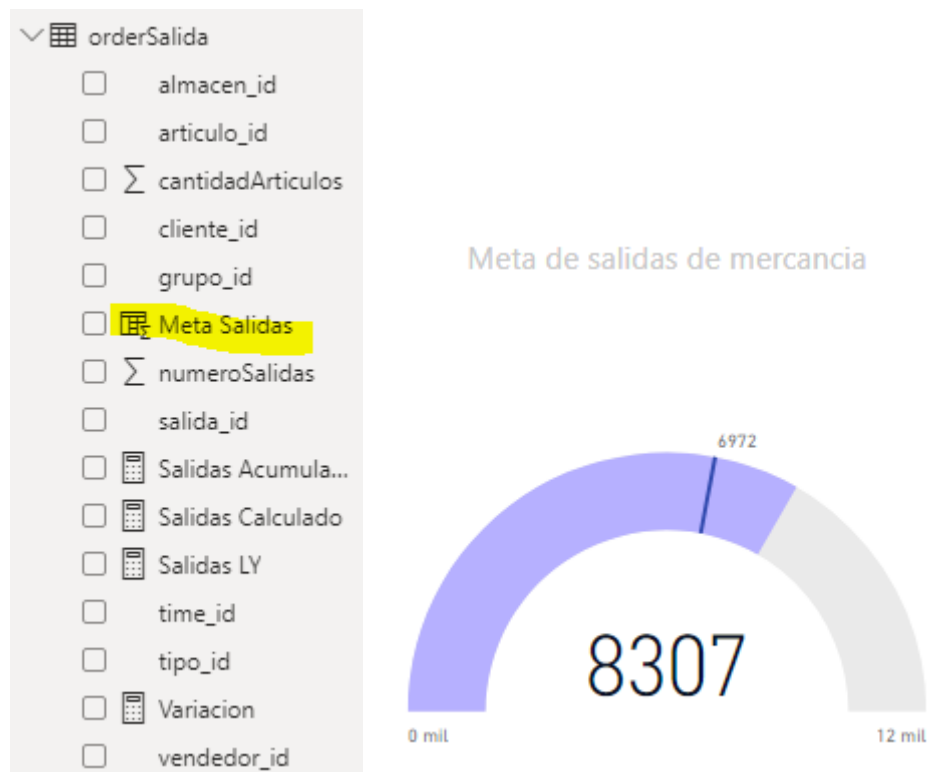 orderSalida
almacen_id
articulo_id
cantidadArticulos
cliente_id
grupo_id
Meta Salidas
numeroSalidas
salida_id
Salidas Acumula...
Salidas Calculado
Salidas LY
time_id
tipo_id
Variacion
vendedor_id
Meta de salidas de mercancia
6972
8307
0 mil
12 mil